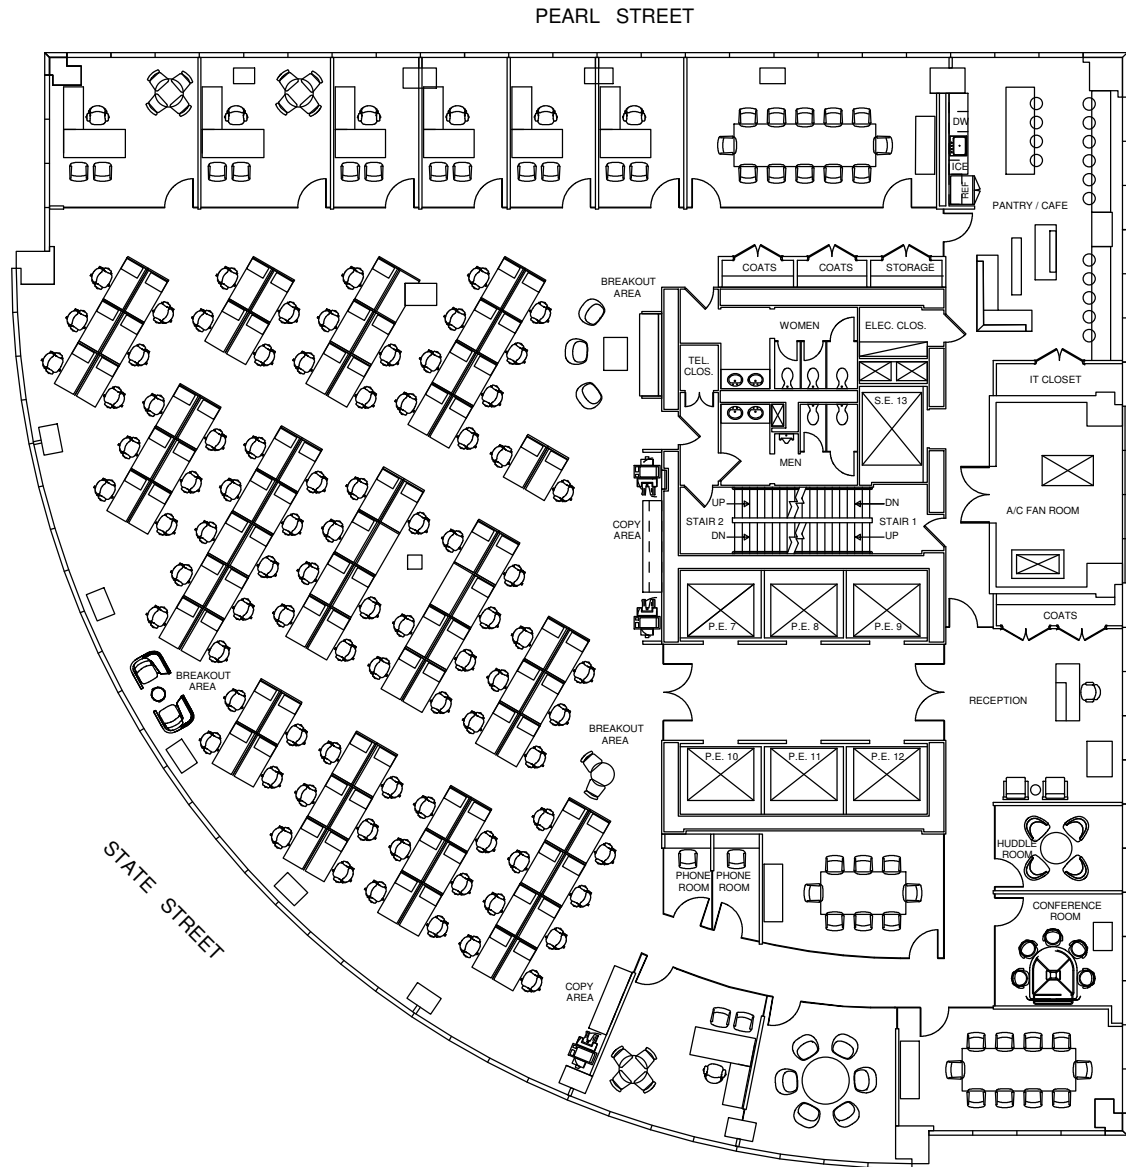 PEARL STREET
DW
ICE
REF.
PANTRY / CAFE
COATS
COATS
STORAGE
BREAKOUT
AREA
WOMEN
ELEC. CLOS.
TEL.
CLOS.
IT CLOSET
S.E. 13
MEN
UP
DN
A/C FAN ROOM
COPY
AREA
STAIR 2
STAIR 1
DN
UP
COATS
P.E. 7
P.E. 8
P.E. 9
BREAKOUT
AREA
RECEPTION
BREAKOUT
AREA
P.E. 10
P.E. 11
P.E. 12
HUDDLE
ROOM
STATE STREET
PHONE
ROOM
PHONE
ROOM
CONFERENCE
ROOM
COPY
AREA